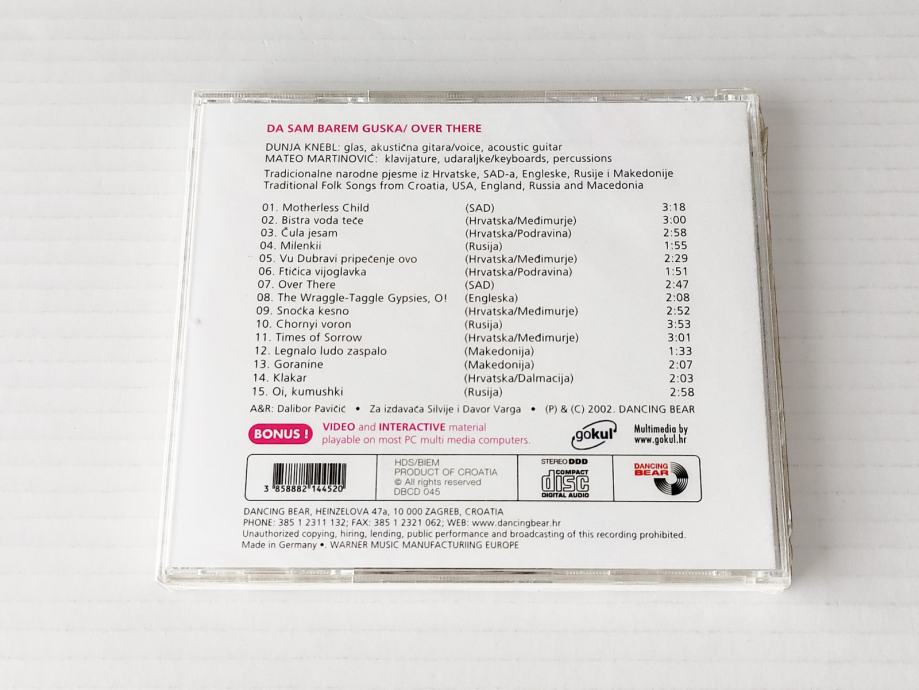 DA SAM BAREM GUSKA/ OVER THERE
DUNJA KNEBL: glas, akustična gitara/voice, acoustic guitar
MATEO MARTINOVIĆ: klavijature, udaraljke/keyboards, percussions
Tradicionalne narodne pjesme iz Hrvatske, SAD-a, Engleske, Rusije i Makedonije
Traditional Folk Songs from Croatia, USA, England, Russia and Macedonia
01. Motherless Child (SAD) 3:18
02. Bistra voda teče (Hrvatska/Međimurje) 3:00
03. Čula jesam (Hrvatska/Podravina) 2:58
04. Milenkii (Rusija) 1:55
05. Vu Dubravi pripečenje ovo (Hrvatska/Međimurje) 2:29
06. Ftičica vijoglavka (Hrvatska/Podravina) 1:51
07. Over There (SAD) 2:47
08. The Wraggle-Taggle Gypsies, O! (Engleska) 2:08
09. Snočka kesno (Hrvatska/Međimurje) 2:52
10. Chornyi voron (Rusija) 3:53
11. Times of Sorrow (Hrvatska/Međimurje) 3:01
12. Legnalo ludo zaspalo (Makedonija) 1:33
13. Goranine (Makedonija) 2:07
14. Klakar (Hrvatska/Dalmacija) 2:03
15. Oi, kumushki (Rusija) 2:58
A&R: Dalibor Pavičić • Za izdavača Silvije i Davor Varga • (P) & (C) 2002. DANCING BEAR
BONUS !
VIDEO and INTERACTIVE material
playable on most PC multi media computers.
gokul
Multimedia by
www.gokul.hr
3 858882 144520
HDS/BIEM
PRODUCT OF CROATIA
© All rights reserved
DBCD 045
STEREO DDD
COMPACT
disc
DIGITAL AUDIO
DANCING
BEAR
DANCING BEAR, HEINZELOVA 47a, 10 000 ZAGREB, CROATIA
PHONE: 385 1 2311 132; FAX: 385 1 2321 062; WEB: www.dancingbear.hr
Unauthorized copying, hiring, lending, public performance and broadcasting of this recording prohibited.
Made in Germany •. WARNER MUSIC MANUFACTURIING EUROPE